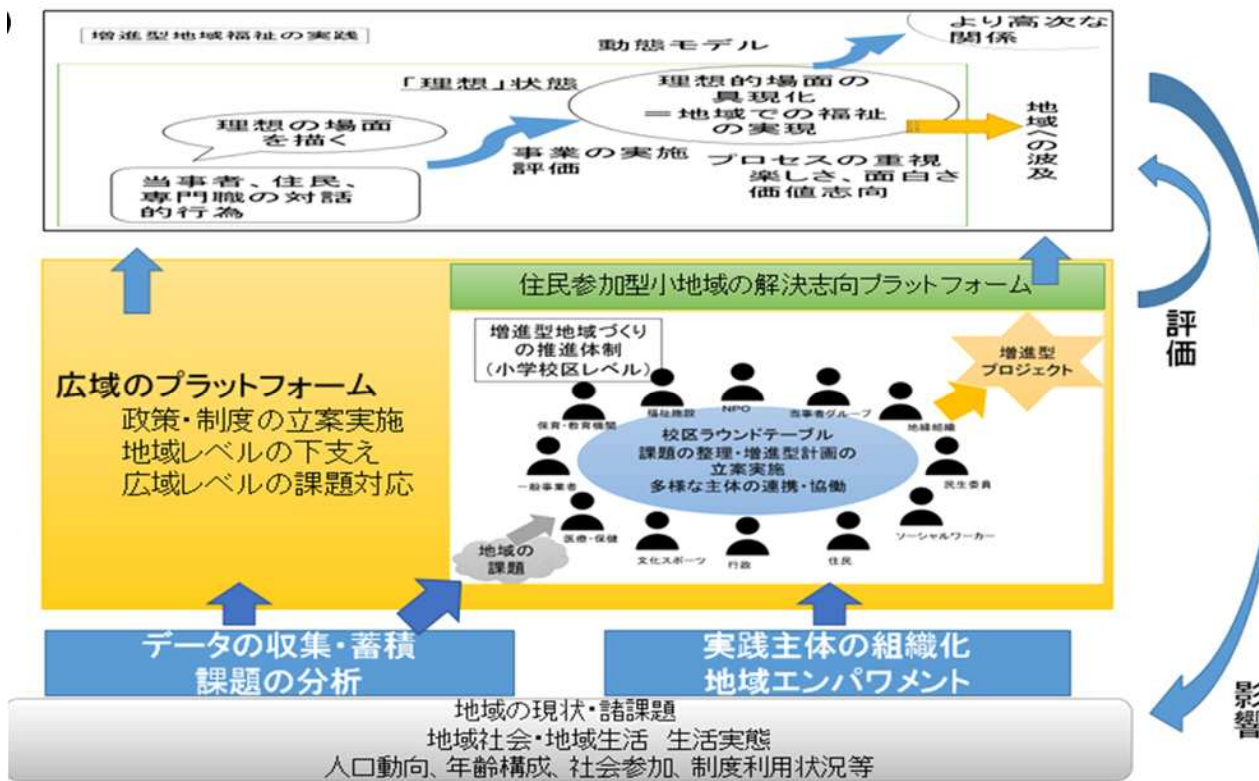 [増進型地域福祉の実践]
動態モデル
より高次な
関係
「理想」状態
理想的場面の
具現化
＝地域での福祉
の実現
理想の場面
を描く
事業の実施
評価
プロセスの重視
楽しさ、面白さ
価値志向
地域への波及
当事者、住民、
専門職の対話
的行為
評価
影響
住民参加型小地域の解決志向プラットフォーム
増進型地域づくり
の推進体制
(小学校区レベル)
増進型
プロジェクト
広域のプラットフォーム
政策・制度の立案実施
地域レベルの下支え
広域レベルの課題対応
保育・教育機関
福祉施設
NPO
当事者グループ
地縁組織
校区ラウンドテーブル
課題の整理・増進型計画の
立案実施
多様な主体の連携・協働
一般事業者
民生委員
医療・保健
文化スポーツ
行政
住民
ソーシャルワーカー
地域の
課題
データの収集・蓄積
課題の分析
実践主体の組織化
地域エンパワメント
地域の現状・諸課題
地域社会・地域生活 生活実態
人口動向、年齢構成、社会参加、制度利用状況等